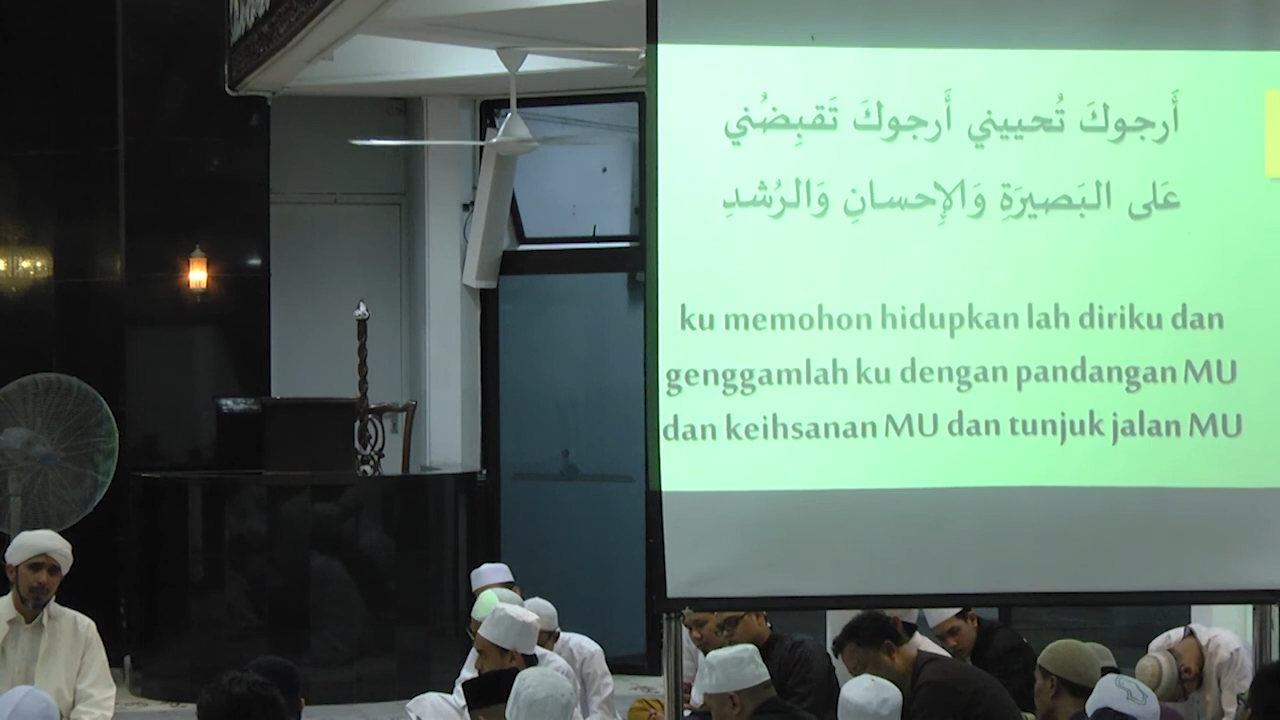 أَرجوكَ تُحييني أَرجوكَ تَقبِضُني
عَلى البَصيرَةِ وَالإِحسانِ وَالرُشدِ
ku memohon hidupkan lah diriku dan
genggamlah ku dengan pandangan MU
dan keihsanan MU dan tunjuk jalan MU